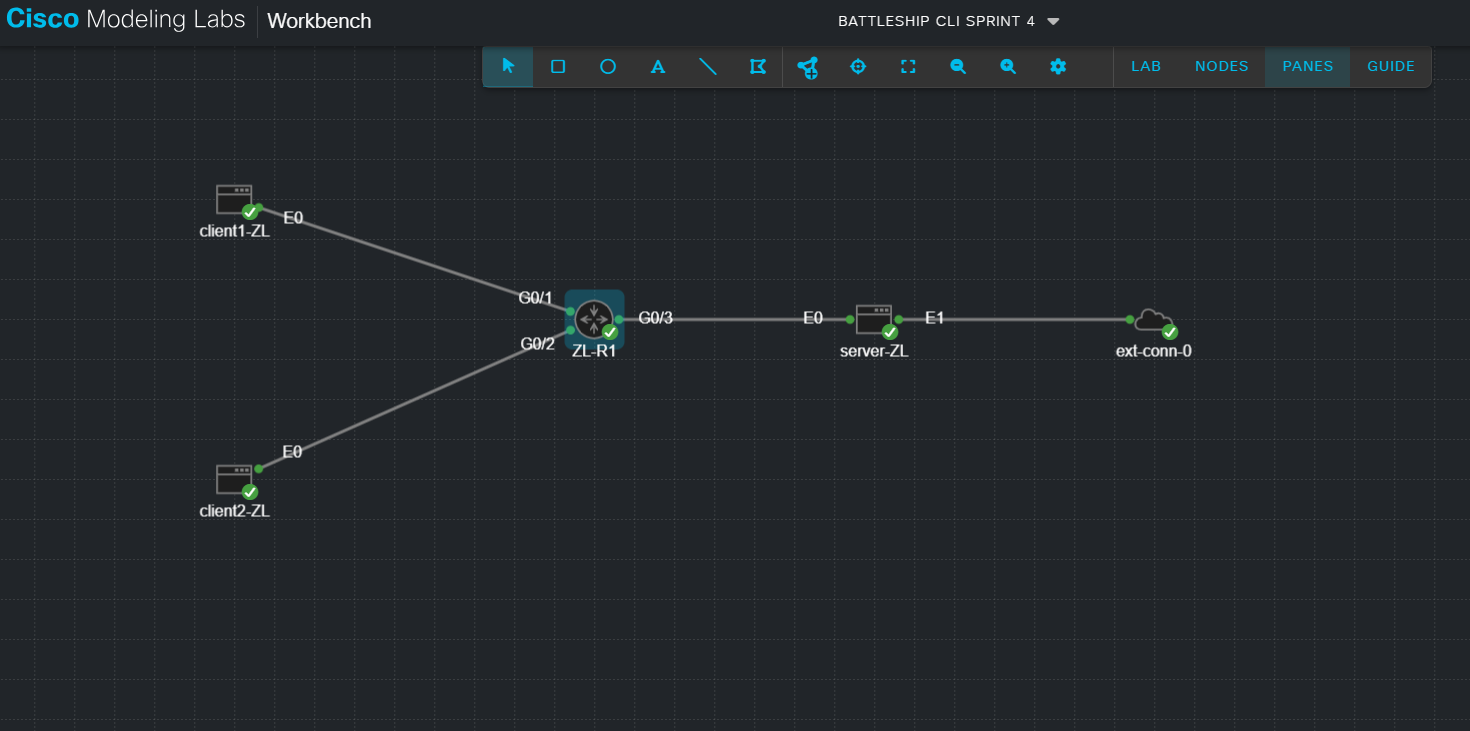 Cisco Modeling Labs Workbench
BATTLESHIP CLI SPRINT 4
A
LAB NODES PANES GUIDE
E0
client1-ZL
G0/1
G0/3
E0
E1
G0/2
ZL-R1
server-ZL
ext-conn-0
E0
client2-ZL